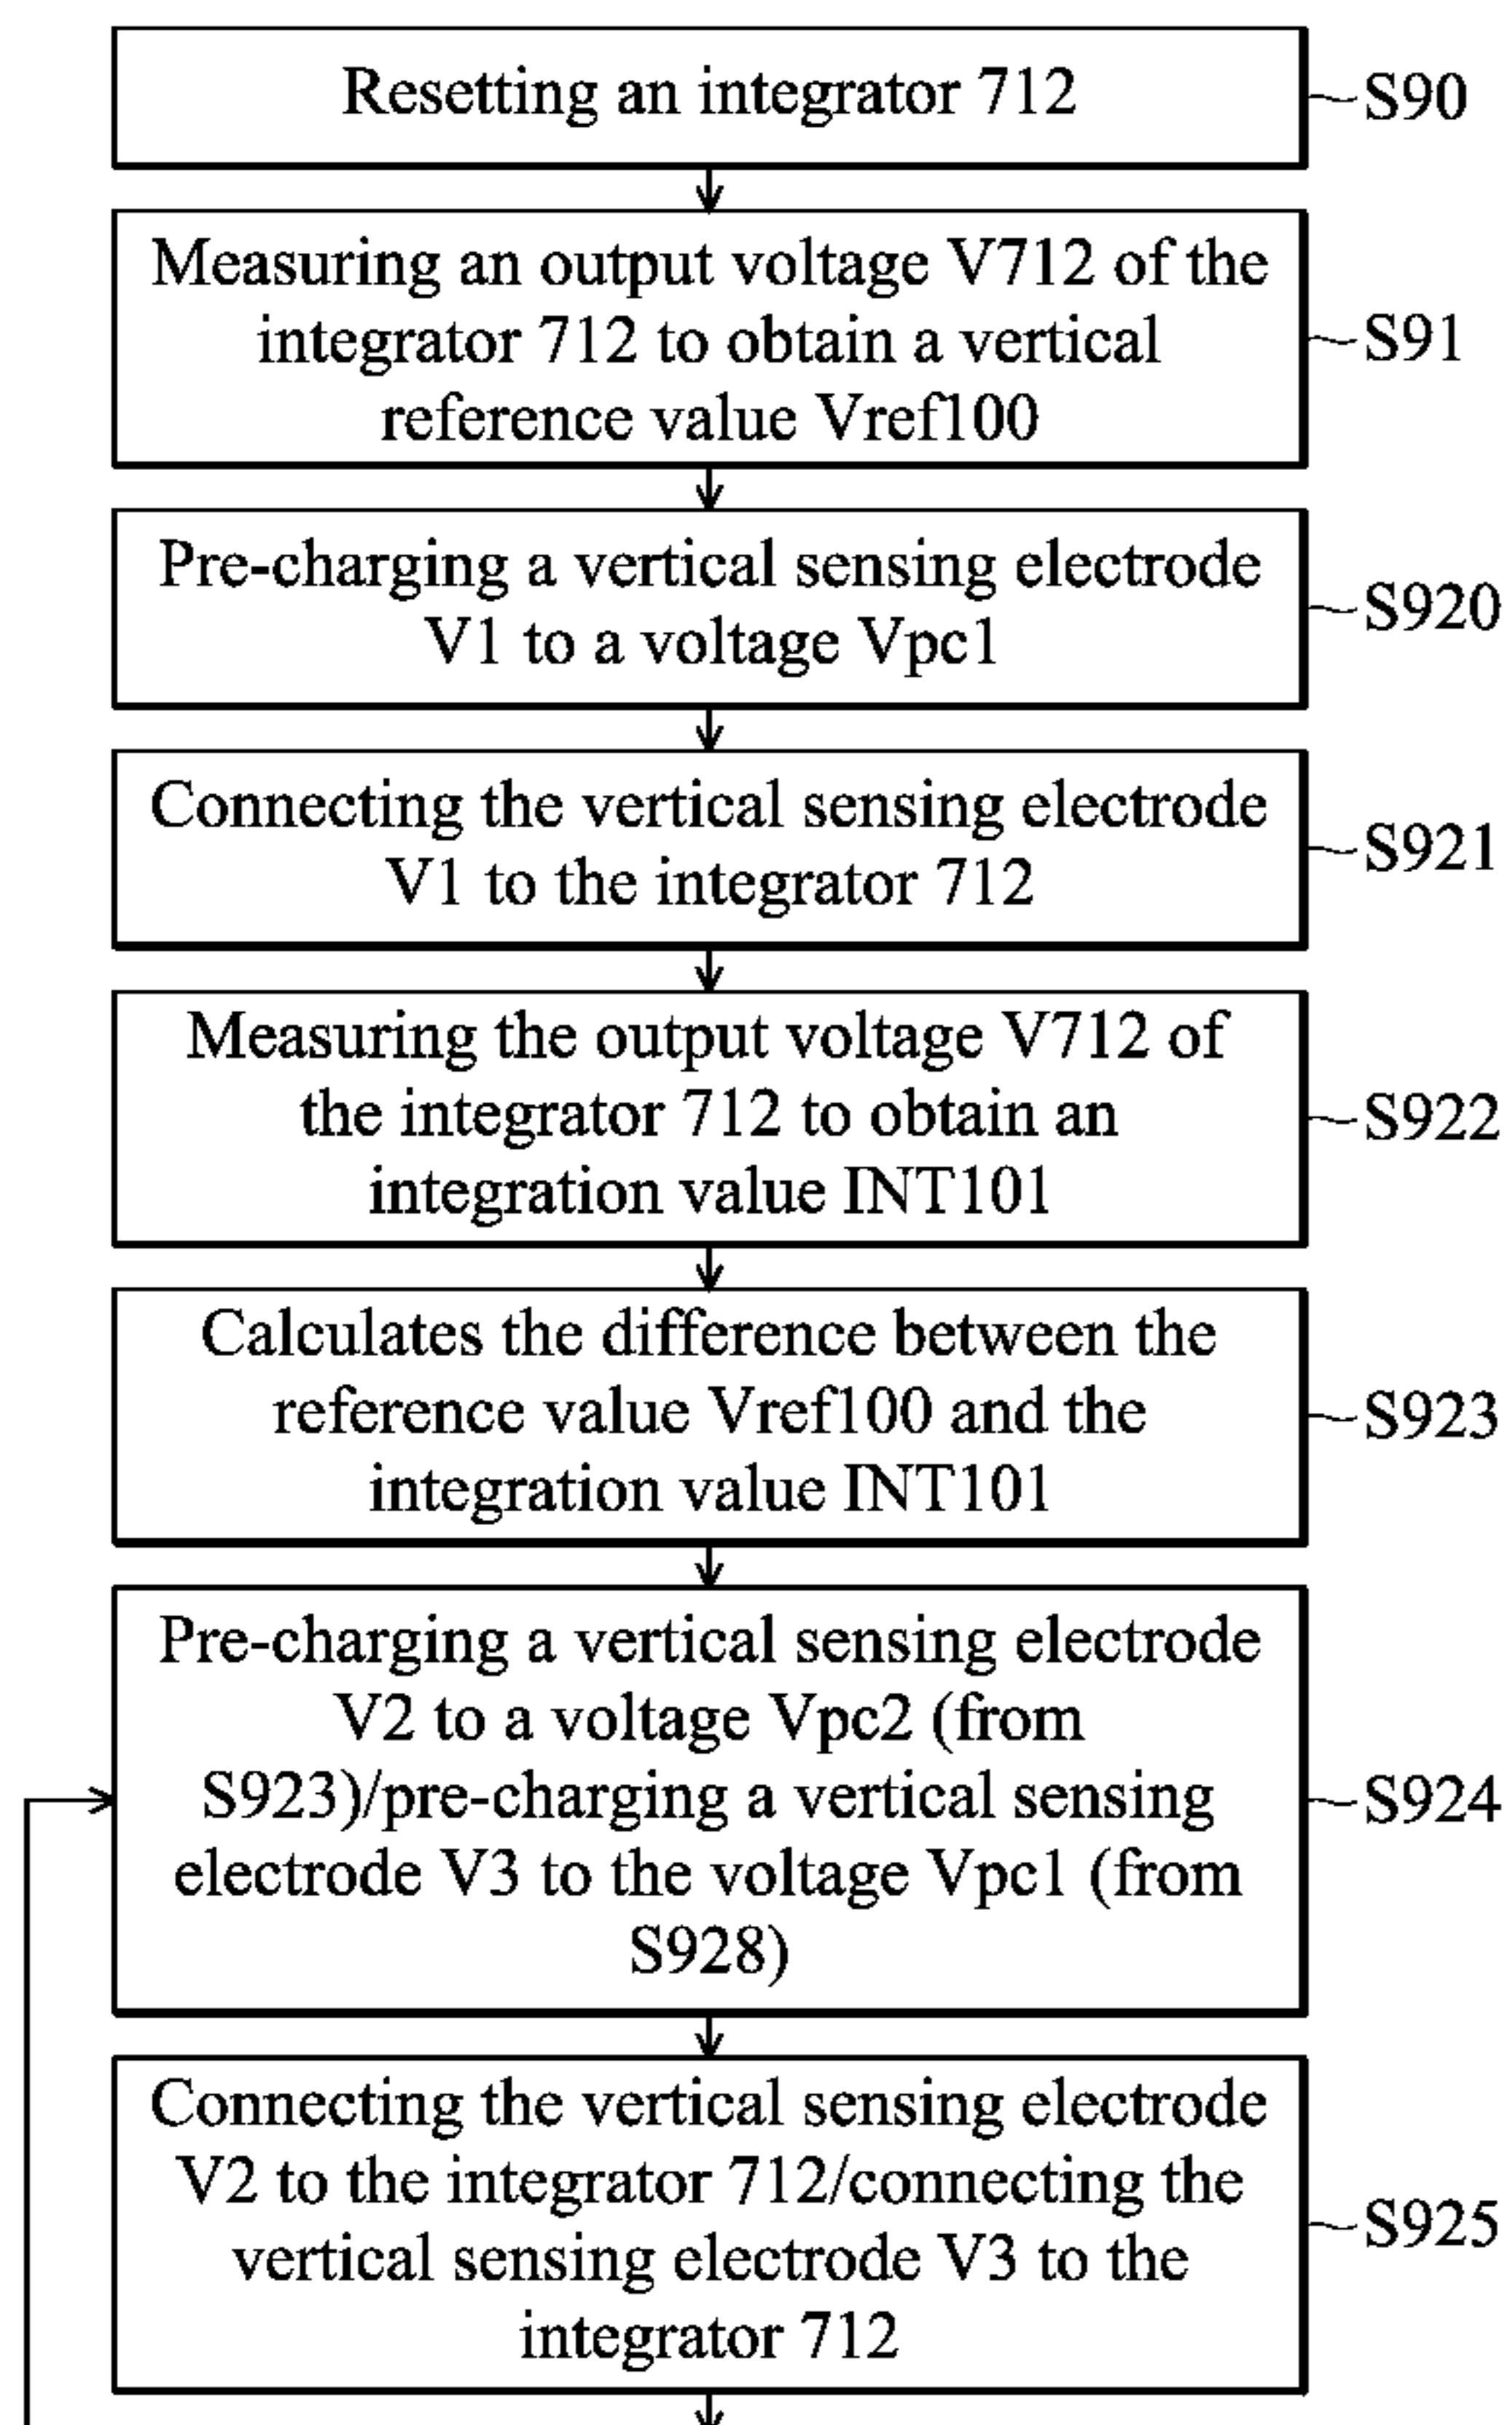 Resetting an integrator 712
S90
Measuring an output voltage V712 of the
integrator 712 to obtain a vertical
reference value Vref100
S91
Pre-charging a vertical sensing electrode
V1 to a voltage Vpc1
S920
Connecting the vertical sensing electrode
V1 to the integrator 712
S921
Measuring the output voltage V712 of
the integrator 712 to obtain an
integration value INT101
S922
Calculates the difference between the
reference value Vref100 and the
integration value INT101
S923
Pre-charging a vertical sensing electrode
V2 to a voltage Vpc2 (from
S923)/pre-charging a vertical sensing
electrode V3 to the voltage Vpc1 (from
S928)
S924
Connecting the vertical sensing electrode
V2 to the integrator 712/connecting the
vertical sensing electrode V3 to the
integrator 712
S925